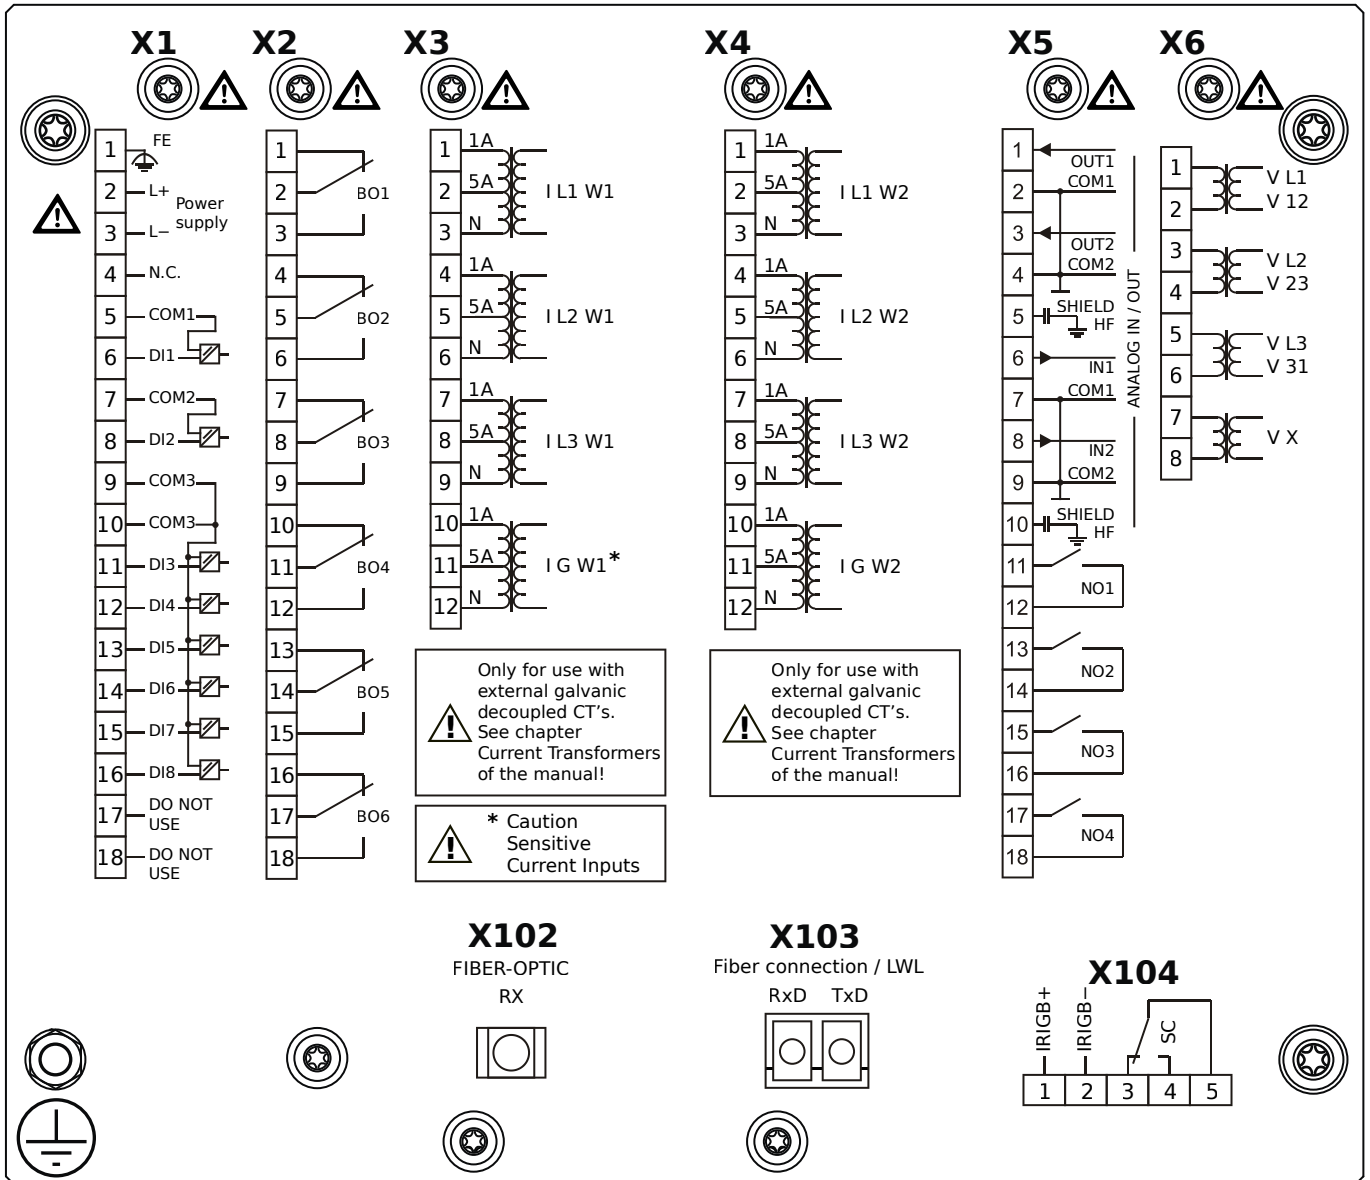 X1 X2 X3 X4 X5 X6
1 FE
2 L+
Power
supply
3 L−
4 N.C.
5 COM1
6 DI1
7 COM2
8 DI2
9 COM3
10 COM3
11 DI3
12 DI4
13 DI5
14 DI6
15 DI7
16 DI8
17 DO NOT
USE
18 DO NOT
USE
1
2 BO1
3
4
5 BO2
6
7
8 BO3
9
10
11 BO4
12
13
14 BO5
15
16
17 BO6
18
1 1A
2 5A I L1 W1
3 N
4 1A
5 5A I L2 W1
6 N
7 1A
8 5A I L3 W1
9 N
10 1A
11 5A I G W1*
12 N
Only for use with
external galvanic
decoupled CT's.
See chapter
Current Transformers
of the manual!
* Caution
Sensitive
Current Inputs
1 1A
2 5A I L1 W2
3 N
4 1A
5 5A I L2 W2
6 N
7 1A
8 5A I L3 W2
9 N
10 1A
11 5A I G W2
12 N
Only for use with
external galvanic
decoupled CT's.
See chapter
Current Transformers
of the manual!
1
OUT1
2 COM1
3
OUT2
4 COM2
5 SHIELD
HF
6
IN1
7 COM1
8
IN2
9 COM2
10 SHIELD
HF
ANALOG IN / OUT
11
NO1
12
13
NO2
14
15
NO3
16
17
NO4
18
1 V L1
2 V 12
3 V L2
4 V 23
5 V L3
6 V 31
7
V X
8
X102
FIBER-OPTIC
RX
X103
Fiber connection / LWL
RxD TxD
X104
IRIGB+
IRIGB−
SC
1 2 3 4 5